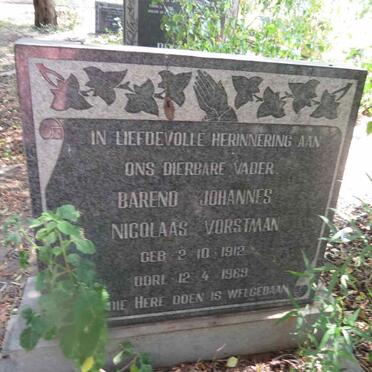 IN LIEFDEVOLLE HERINNERING AAN
ONS DIERBARE VADER
BAREND JOHANNES
NICOLAAS VORSTMAN
GEB 2.10.1912
OORL 12.4.1989
DIE HERE DOEN IS WELGEDAAN